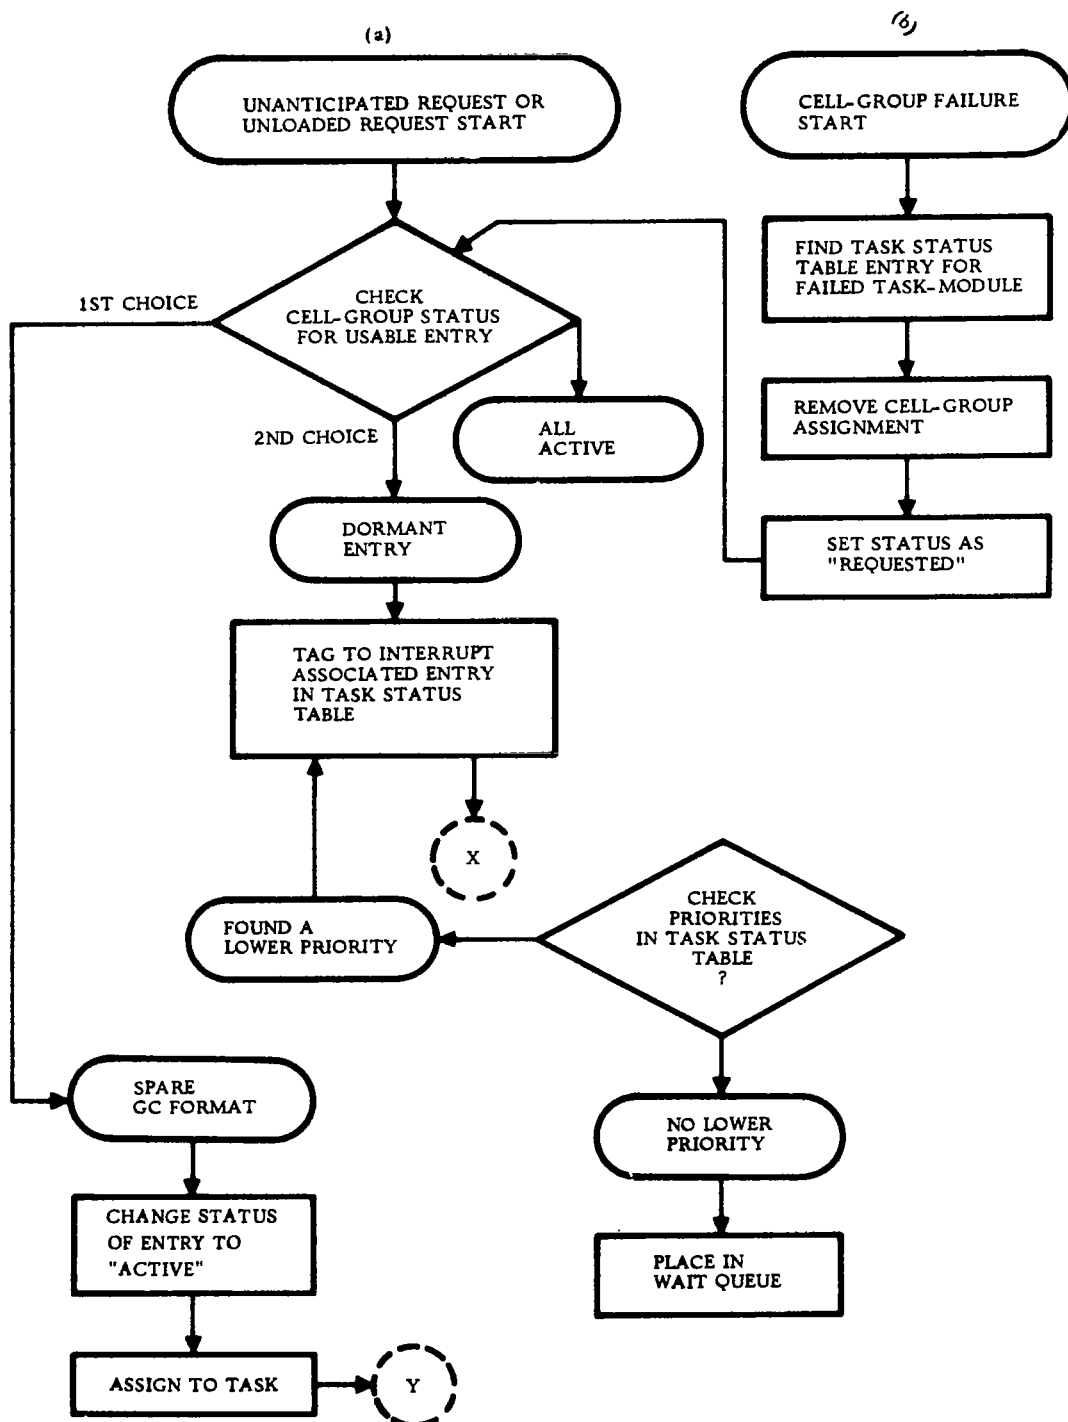 (a)
(b)
UNANTICIPATED REQUEST OR
UNLOADED REQUEST START
CELL-GROUP FAILURE
START
FIND TASK STATUS
TABLE ENTRY FOR
FAILED TASK-MODULE
1ST CHOICE
CHECK
CELL-GROUP STATUS
FOR USABLE ENTRY
REMOVE CELL-GROUP
ASSIGNMENT
2ND CHOICE
ALL
ACTIVE
DORMANT
ENTRY
SET STATUS AS
"REQUESTED"
TAG TO INTERRUPT
ASSOCIATED ENTRY
IN TASK STATUS
TABLE
X
FOUND A
LOWER PRIORITY
CHECK
PRIORITIES
IN TASK STATUS
TABLE
?
SPARE
GC FORMAT
NO LOWER
PRIORITY
CHANGE STATUS
OF ENTRY TO
"ACTIVE"
PLACE IN
WAIT QUEUE
ASSIGN TO TASK
Y